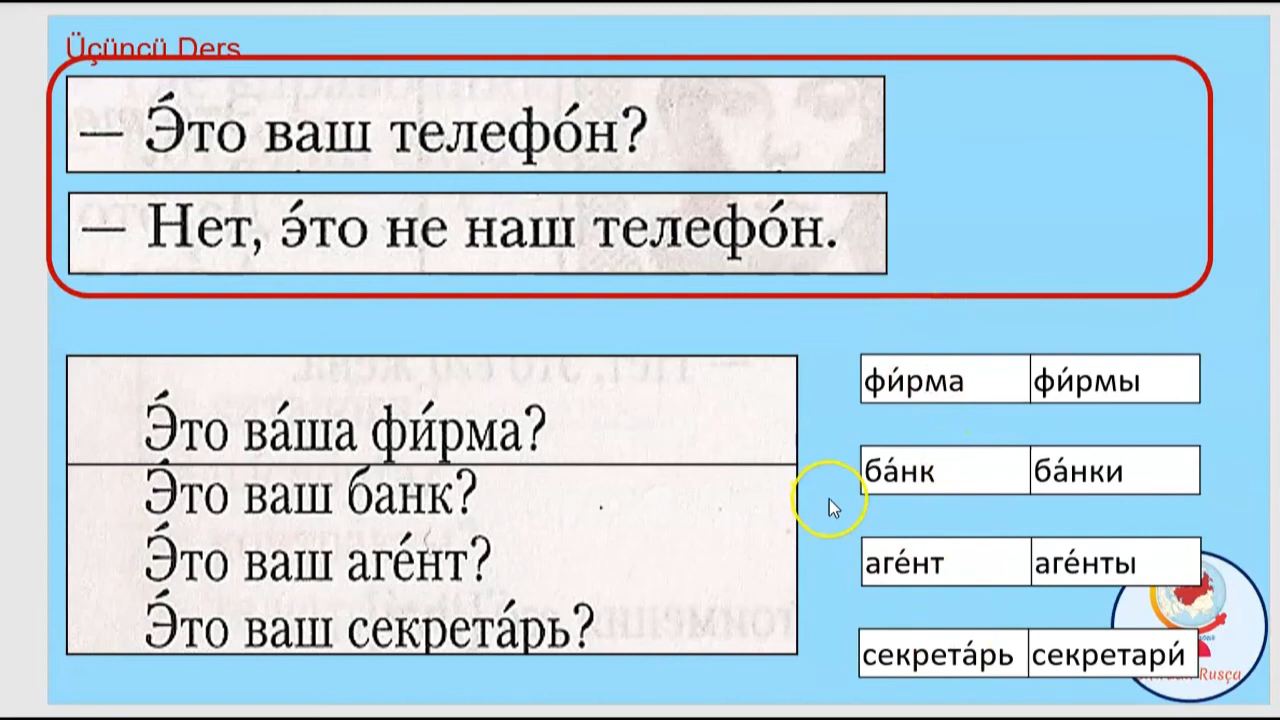 Üçüncü Ders
— Э́то ваш телефо́н?
— Нет, э́то не наш телефо́н.
Э́то ва́ша фи́рма?
Э́то ваш банк?
Э́то ваш аге́нт?
Э́то ваш секрета́рь?
фи́рма фи́рмы
ба́нк ба́нки
аге́нт аге́нты
секрета́рь секретари́
Rusça